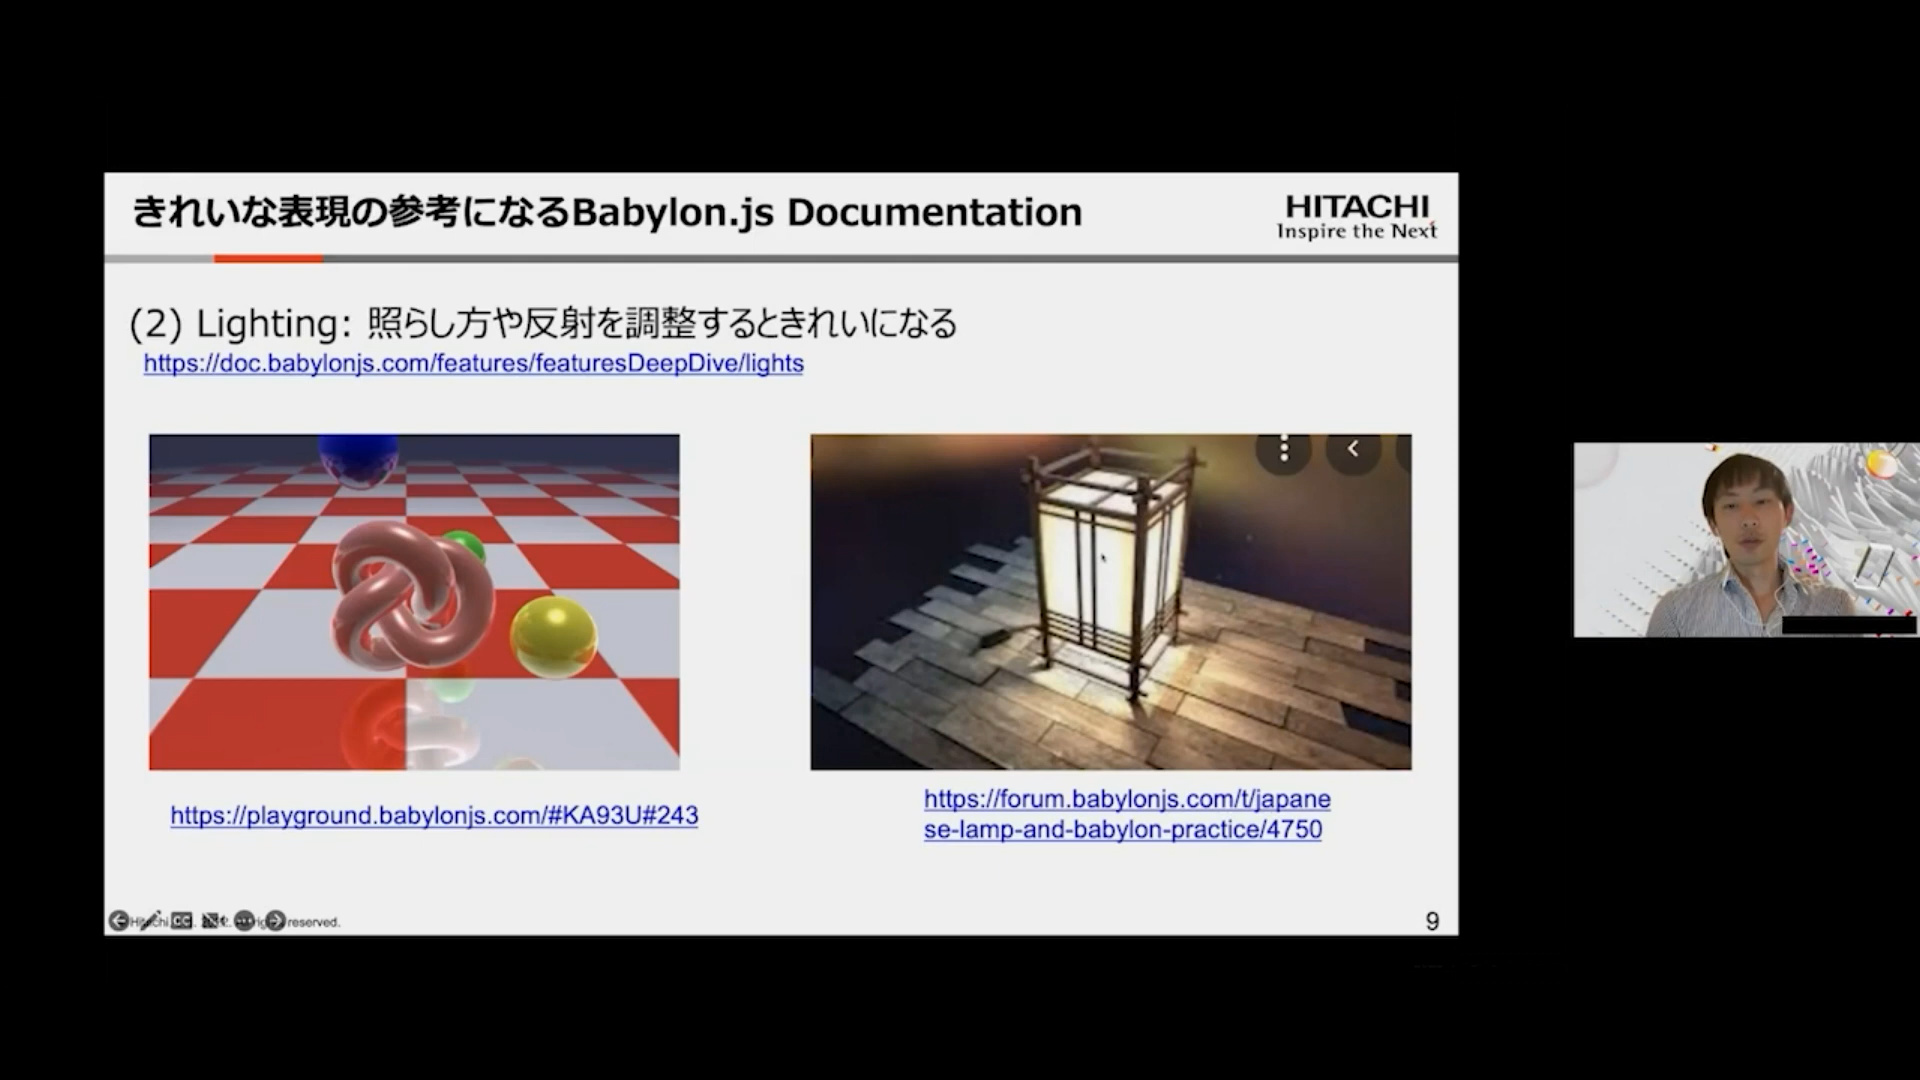 きれいな表現の参考になるBabylon.js Documentation
HITACHI
Inspire the Next
(2) Lighting: 照らし方や反射を調整するときれいになる
https://doc.babylonjs.com/features/featuresDeepDive/lights
https://playground.babylonjs.com/#KA93U#243
https://forum.babylonjs.com/t/japane
se-lamp-and-babylon-practice/4750
reserved.
9